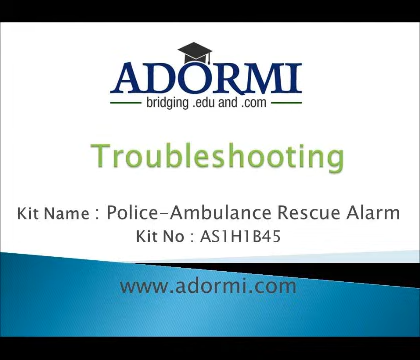 ADORMI
bridging .edu and .com
Troubleshooting
Kit Name : Police-Ambulance Rescue Alarm
Kit No : AS1H1B45
www.adormi.com